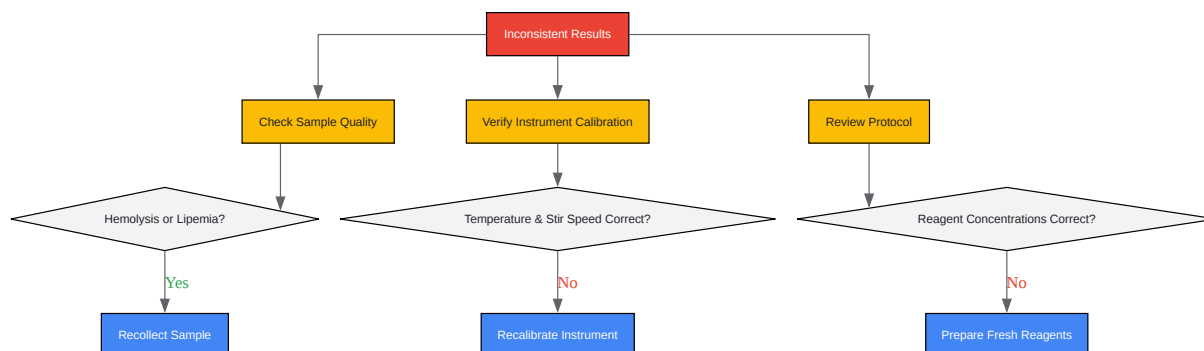 Inconsistent Results
Check Sample Quality
Verify Instrument Calibration
Review Protocol
Hemolysis or Lipemia?
Temperature & Stir Speed Correct?
Reagent Concentrations Correct?
Yes
No
No
Recollect Sample
Recalibrate Instrument
Prepare Fresh Reagents